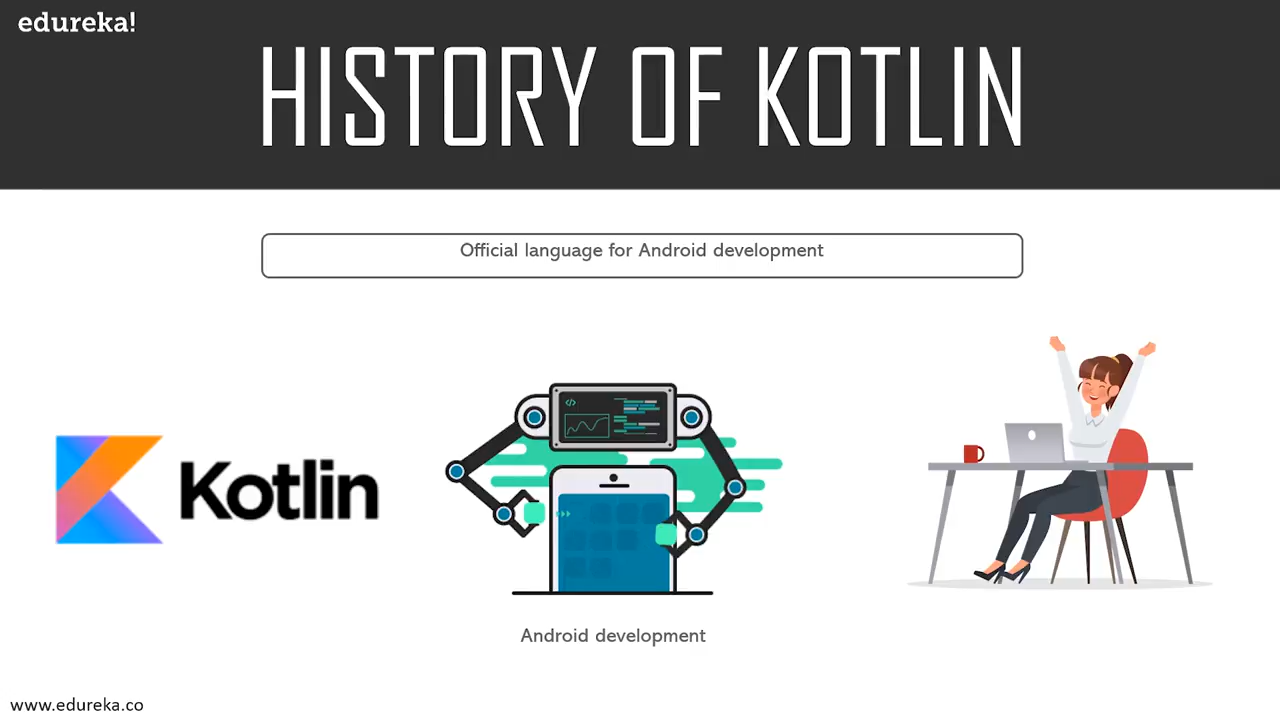 edureka!
HISTORY OF KOTLIN
Official language for Android development
</>
Kotlin
Android development
www.edureka.co